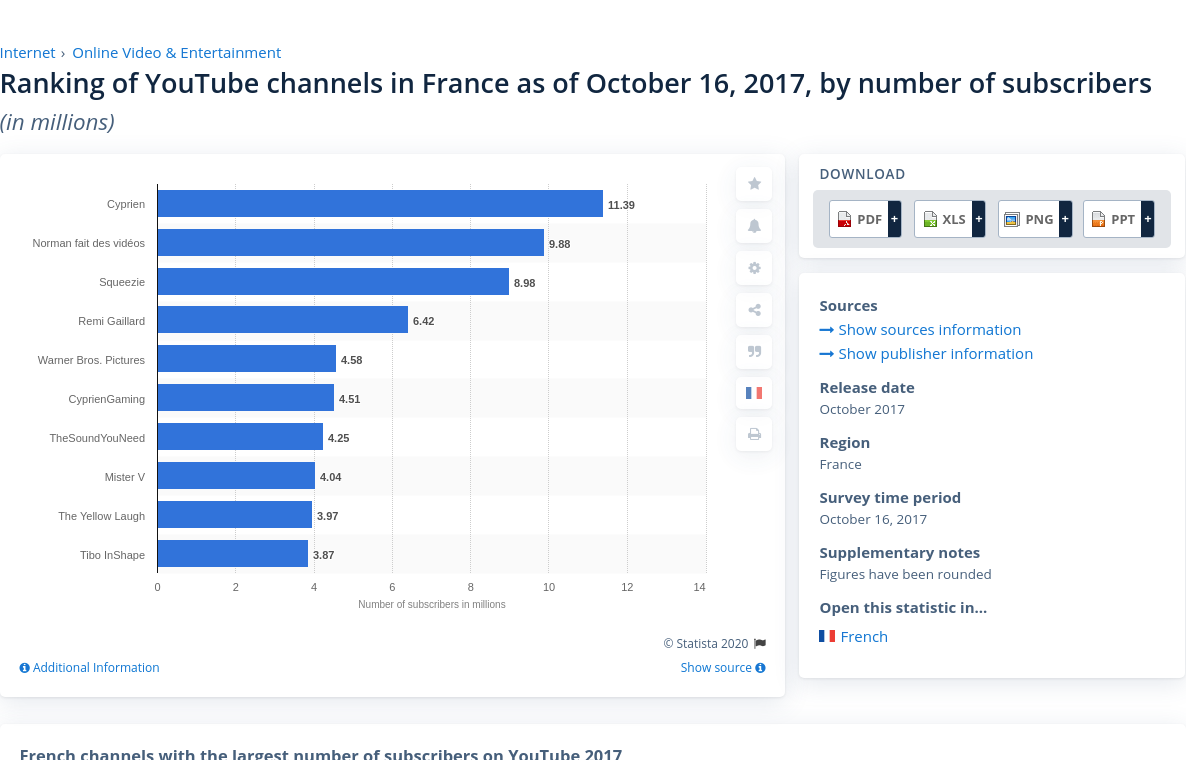 Internet › Online Video & Entertainment
Ranking of YouTube channels in France as of October 16, 2017, by number of subscribers
(in millions)
Cyprien 11.39
Norman fait des vidéos 9.88
Squeezie 8.98
Remi Gaillard 6.42
Warner Bros. Pictures 4.58
CyprienGaming 4.51
TheSoundYouNeed 4.25
Mister V 4.04
The Yellow Laugh 3.97
Tibo InShape 3.87
0 2 4 6 8 10 12 14
Number of subscribers in millions
© Statista 2020
Additional Information
Show source
DOWNLOAD
PDF + XLS + PNG + PPT +
Sources
Show sources information
Show publisher information
Release date
October 2017
Region
France
Survey time period
October 16, 2017
Supplementary notes
Figures have been rounded
Open this statistic in...
French
French channels with the largest number of subscribers on YouTube 2017